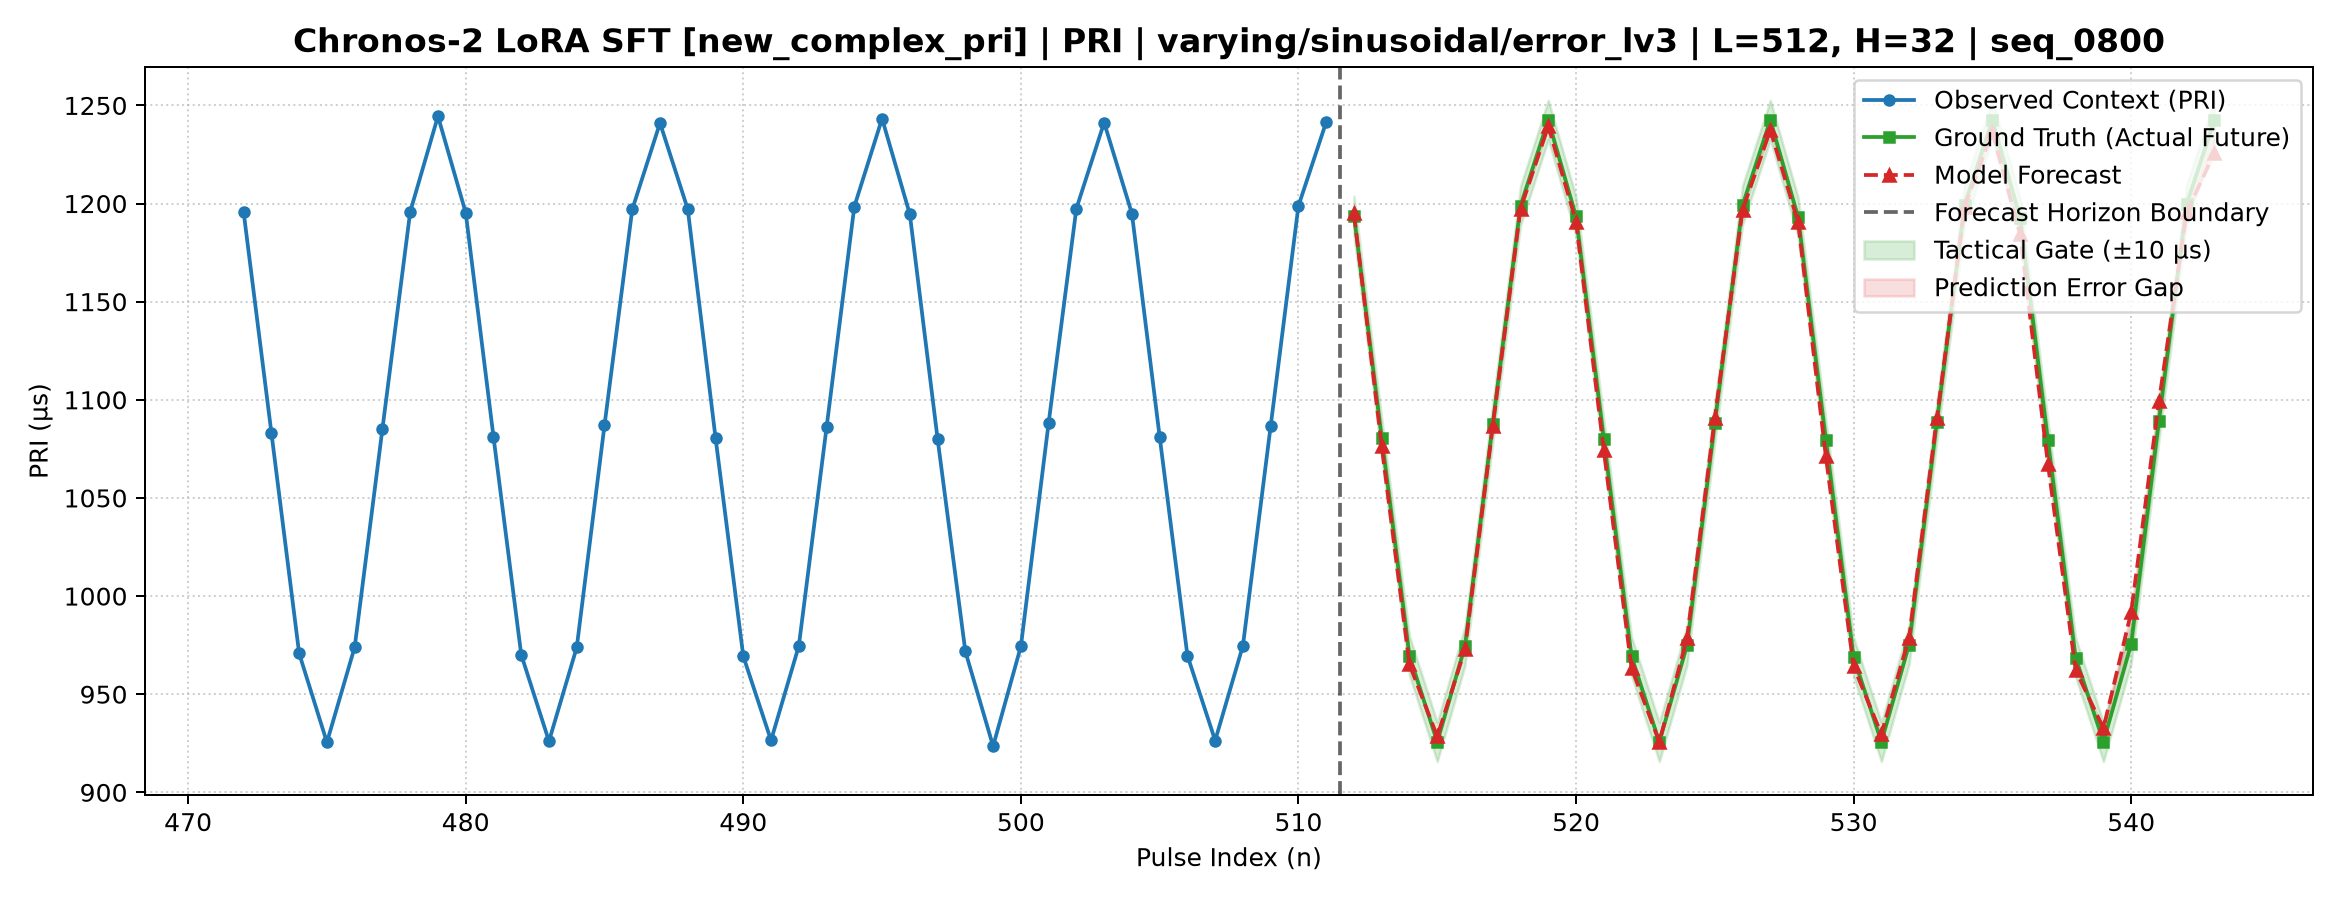 Chronos-2 LoRA SFT [new_complex_pri] | PRI | varying/sinusoidal/error_lv3 | L=512, H=32 | seq_0800
PRI (µs)
1250
1200
1150
1100
1050
1000
950
900
Observed Context (PRI)
Ground Truth (Actual Future)
Model Forecast
Forecast Horizon Boundary
Tactical Gate (±10 µs)
Prediction Error Gap
470 480 490 500 510 520 530 540
Pulse Index (n)